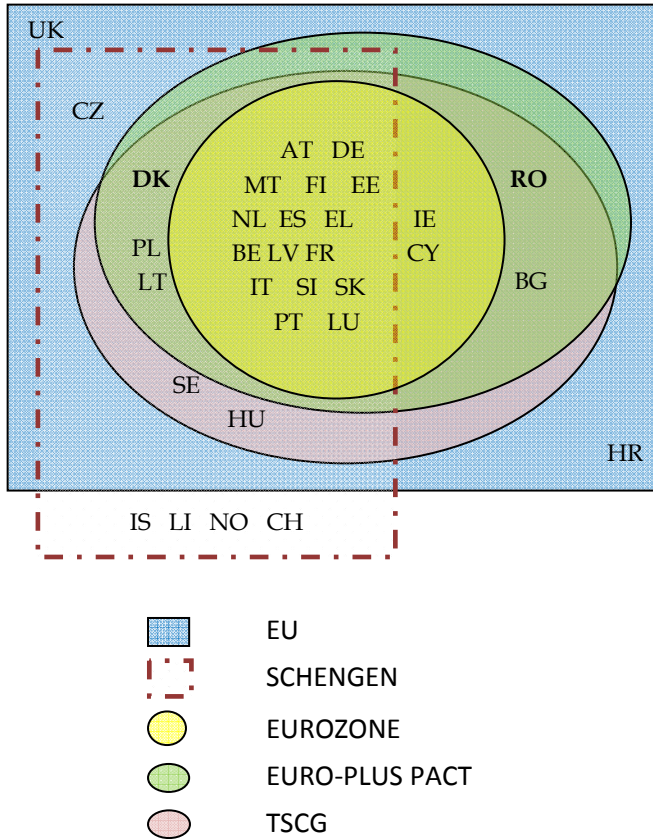 UK
CZ
AT DE
DK RO
MT FI EE
NL ES EL IE
BE LV FR CY
PL
LT IT SI SK BG
PT LU
SE
HU
HR
IS LI NO CH
EU
SCHENGEN
EUROZONE
EURO-PLUS PACT
TSCG